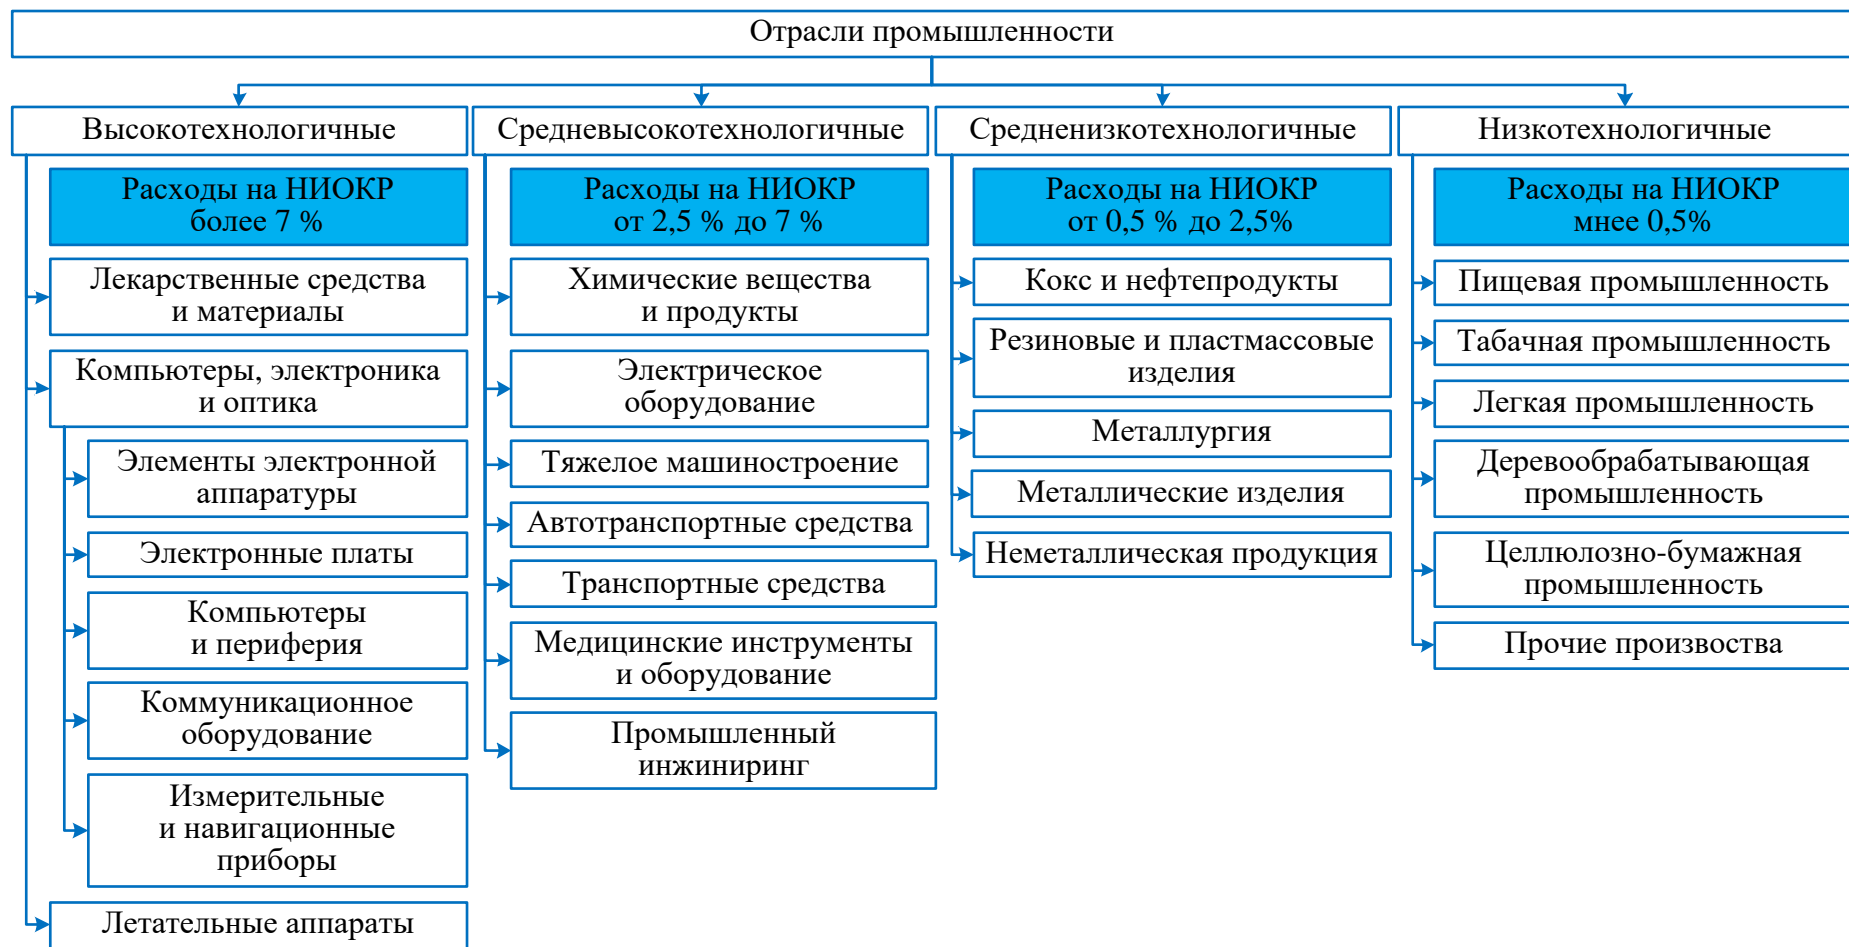 Отрасли промышленности
Высокотехнологичные
Расходы на НИОКР
более 7 %
Лекарственные средства
и материалы
Компьютеры, электроника
и оптика
Элементы электронной
аппаратуры
Электронные платы
Компьютеры
и периферия
Коммуникационное
оборудование
Измерительные
и навигационные
приборы
Летательные аппараты
Средневысокотехнологичные
Расходы на НИОКР
от 2,5 % до 7 %
Химические вещества
и продукты
Электрическое
оборудование
Тяжелое машиностроение
Автотранспортные средства
Транспортные средства
Медицинские инструменты
и оборудование
Промышленный
инжиниринг
Средненизкотехнологичные
Расходы на НИОКР
от 0,5 % до 2,5%
Кокс и нефтепродукты
Резиновые и пластмассовые
изделия
Металлургия
Металлические изделия
Неметаллическая продукция
Низкотехнологичные
Расходы на НИОКР
мнее 0,5%
Пищевая промышленность
Табачная промышленность
Легкая промышленность
Деревообрабатывающая
промышленность
Целлюлозно-бумажная
промышленность
Прочие произвоства